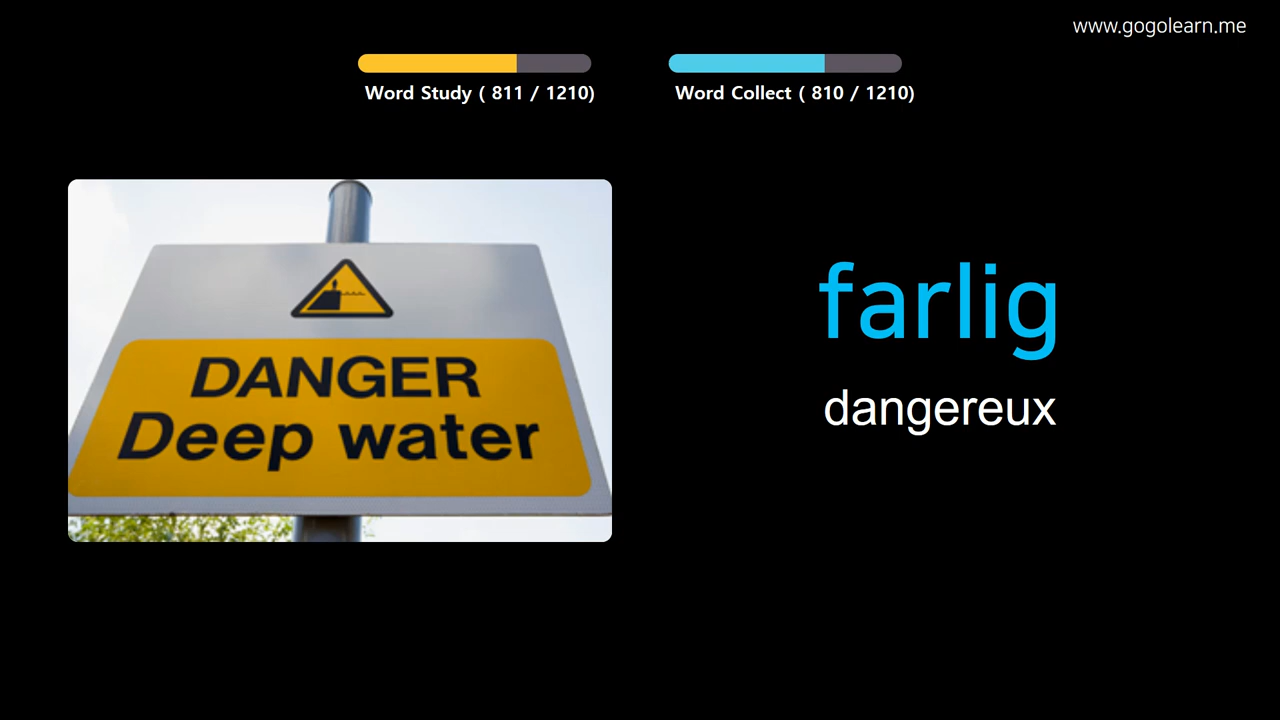 www.gogolearn.me
Word Study ( 811 / 1210)
Word Collect ( 810 / 1210)
DANGER
Deep water
farlig
dangereux